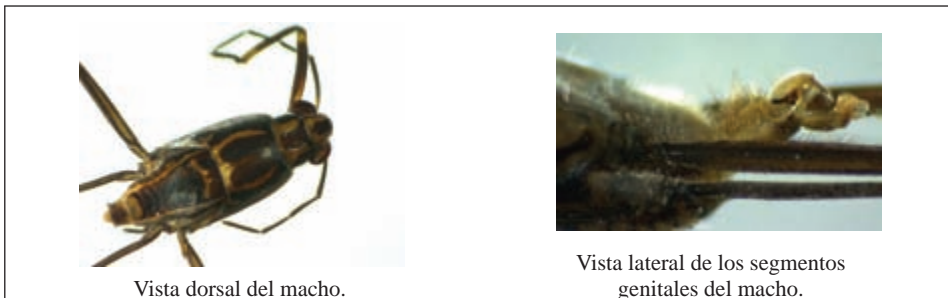 Vista dorsal del macho.
Vista lateral de los segmentos
genitales del macho.